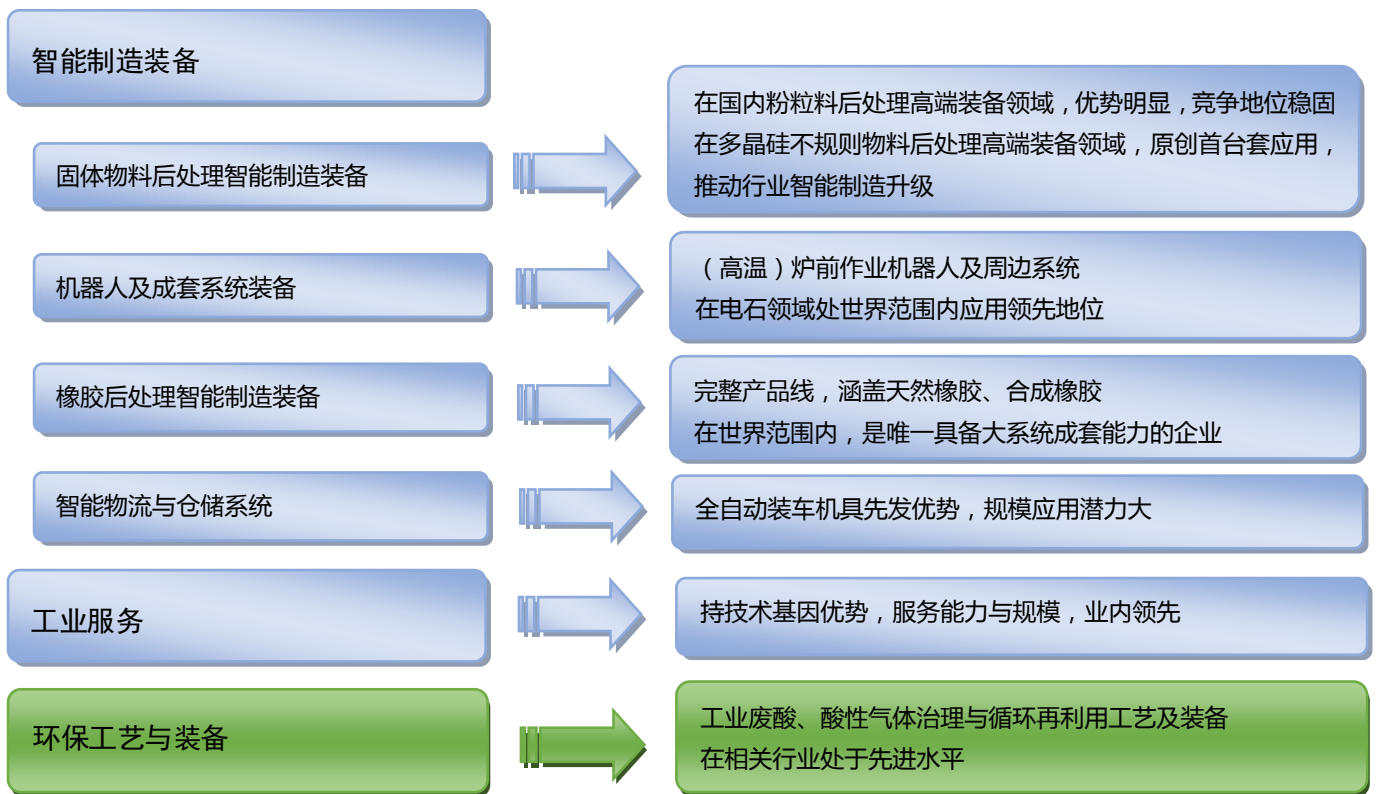 智能制造装备
固体物料后处理智能制造装备
在国内粉粒料后处理高端装备领域，优势明显，竞争地位稳固
在多晶硅不规则物料后处理高端装备领域，原创首台套应用，
推动行业智能制造升级
机器人及成套系统装备
（高温）炉前作业机器人及周边系统
在电石领域处世界范围内应用领先地位
橡胶后处理智能制造装备
完整产品线，涵盖天然橡胶、合成橡胶
在世界范围内，是唯一具备大系统成套能力的企业
智能物流与仓储系统
全自动装车机具先发优势，规模应用潜力大
工业服务
持技术基因优势，服务能力与规模，业内领先
环保工艺与装备
工业废酸、酸性气体治理与循环再利用工艺及装备
在相关行业处于先进水平